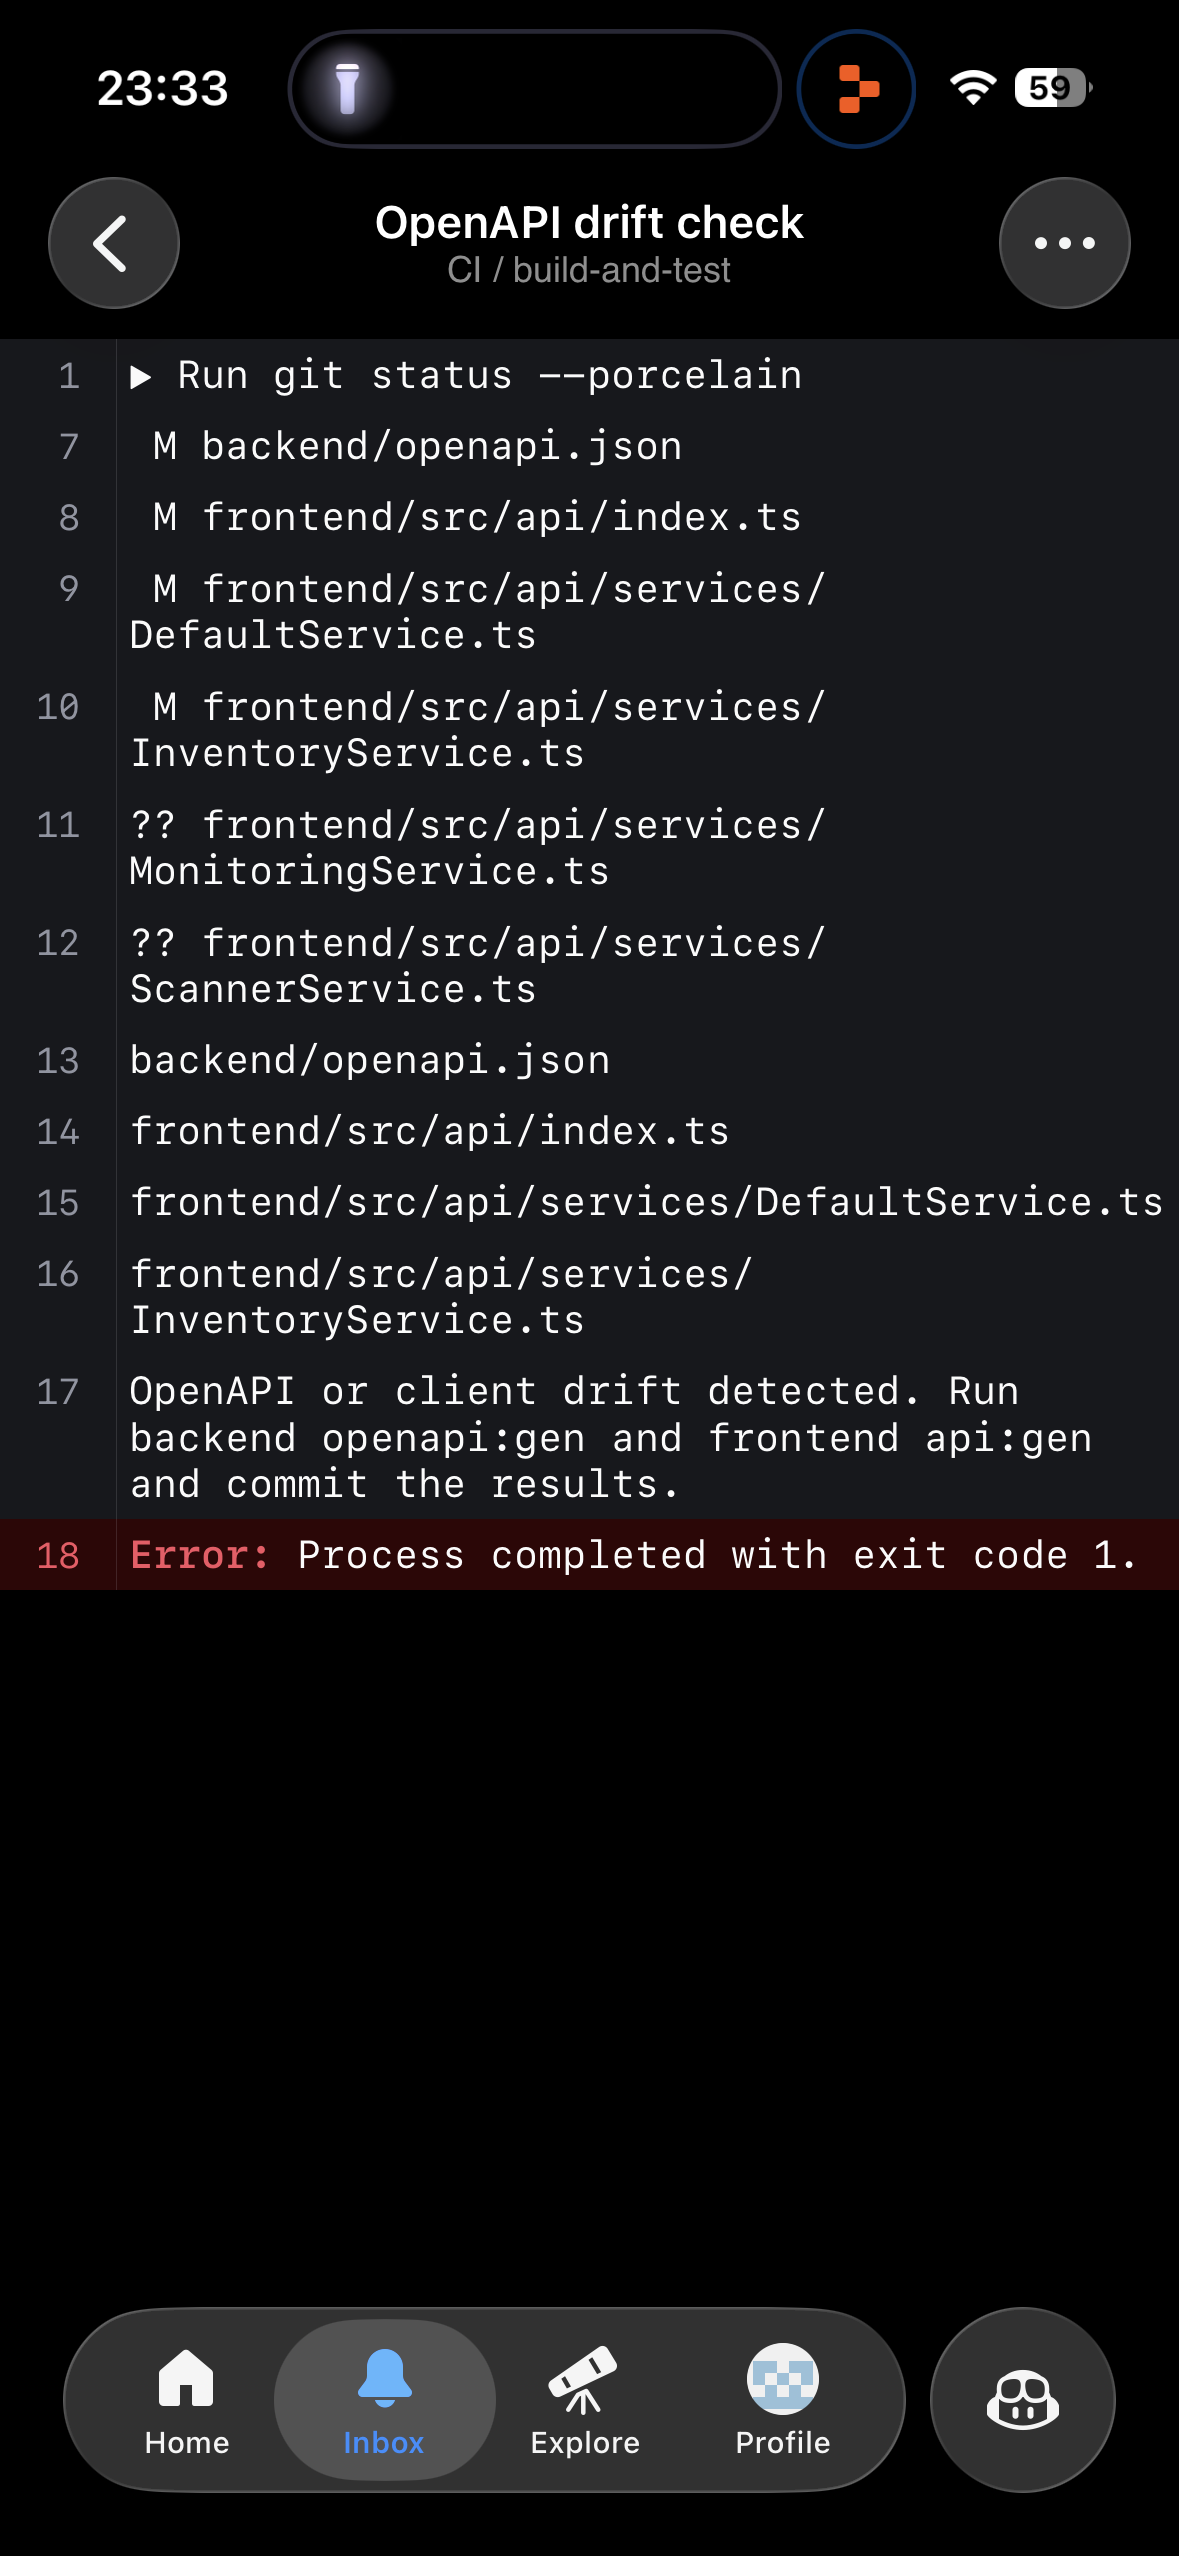 23:33
59
OpenAPI drift check
CI / build-and-test
1 ▶ Run git status --porcelain
7  M backend/openapi.json
8  M frontend/src/api/index.ts
9  M frontend/src/api/services/
DefaultService.ts
10  M frontend/src/api/services/
InventoryService.ts
11 ?? frontend/src/api/services/
MonitoringService.ts
12 ?? frontend/src/api/services/
ScannerService.ts
13 backend/openapi.json
14 frontend/src/api/index.ts
15 frontend/src/api/services/DefaultService.ts
16 frontend/src/api/services/
InventoryService.ts
17 OpenAPI or client drift detected. Run
backend openapi:gen and frontend api:gen
and commit the results.
18 Error: Process completed with exit code 1.
Home Inbox Explore Profile